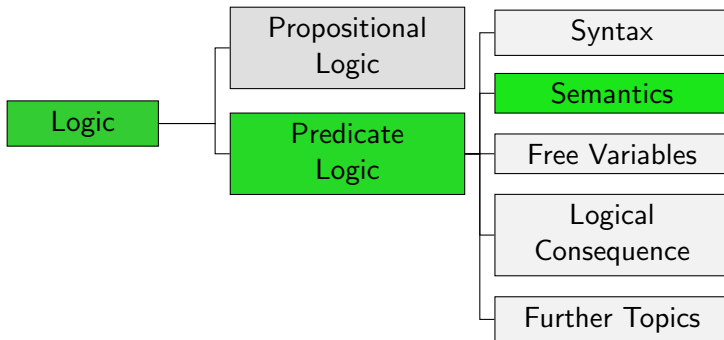 Logic
Propositional
Logic
Predicate
Logic
Syntax
Semantics
Free Variables
Logical
Consequence
Further Topics